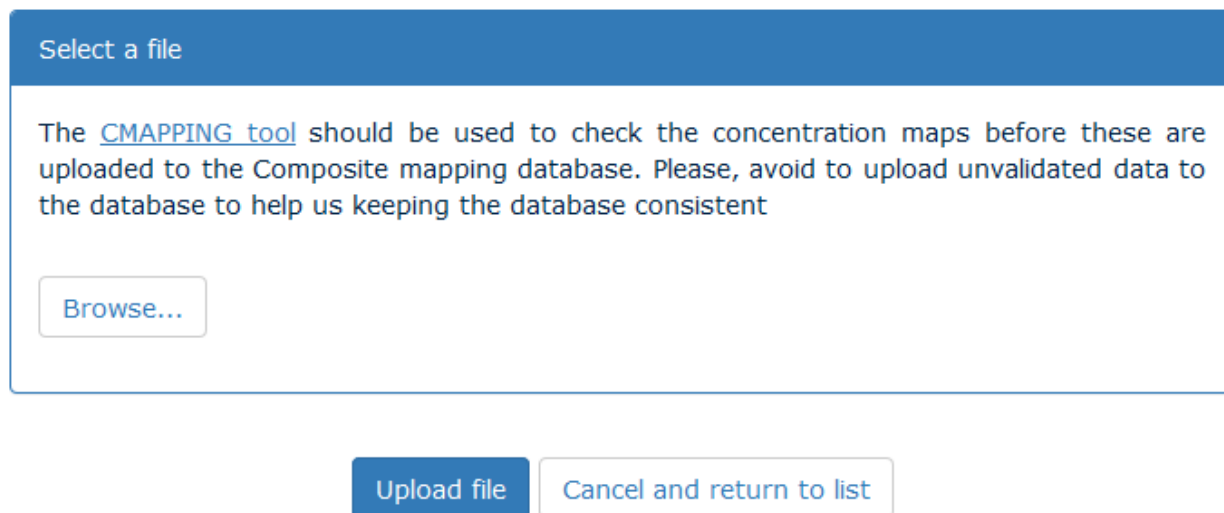 Select a file
The CMAPPING tool should be used to check the concentration maps before these are
uploaded to the Composite mapping database. Please, avoid to upload unvalidated data to
the database to help us keeping the database consistent
Browse...
Upload file
Cancel and return to list